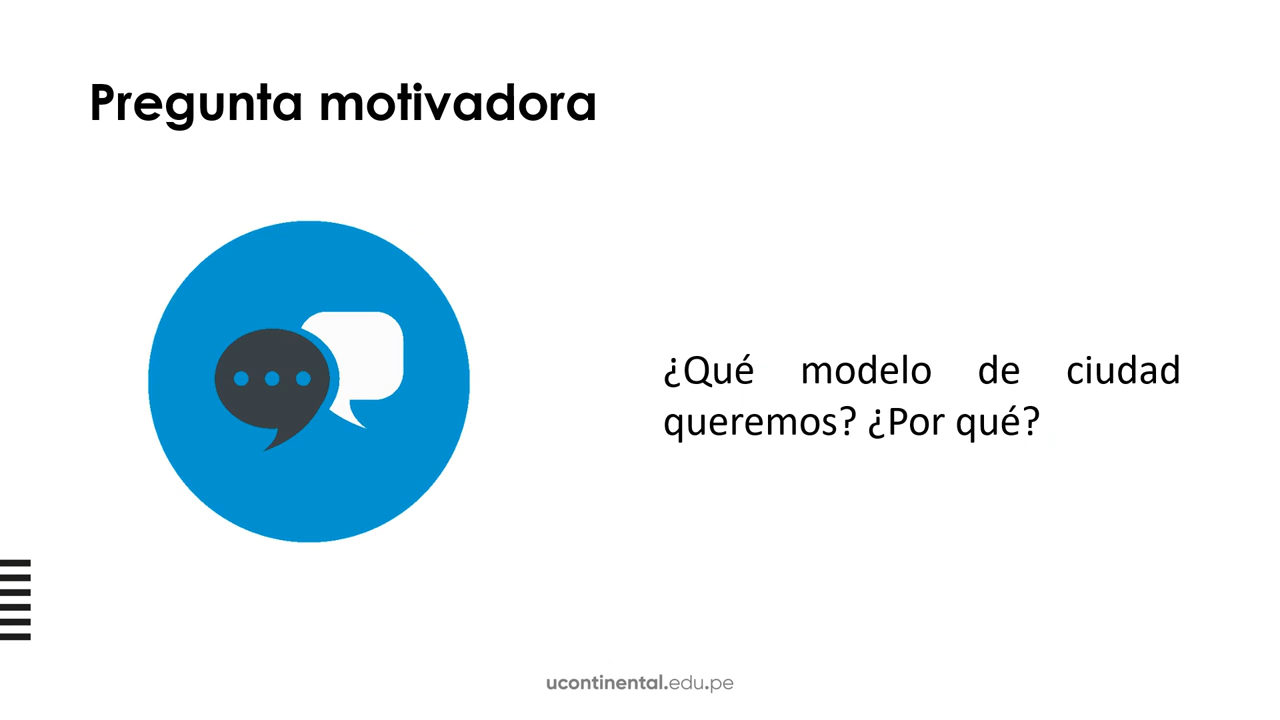 Pregunta motivadora
¿Qué modelo de ciudad
queremos? ¿Por qué?
ucontinental.edu.pe